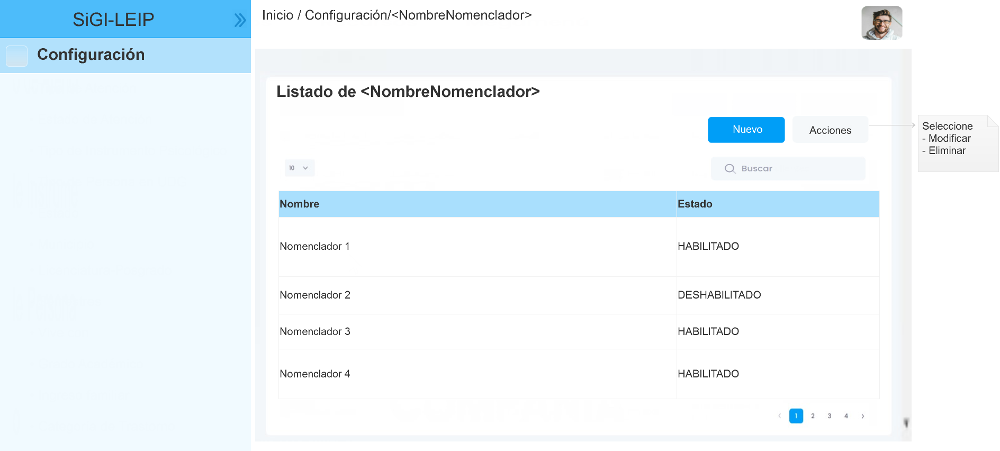 SiGI-LEIP
Inicio / Configuración/<NombreNomenclador>
Configuración
Listado de <NombreNomenclador>
Nuevo
Acciones
Seleccione
- Modificar
- Eliminar
10
Buscar
Nombre Estado
Nomenclador 1 HABILITADO
Nomenclador 2 DESHABILITADO
Nomenclador 3 HABILITADO
Nomenclador 4 HABILITADO
1 2 3 4